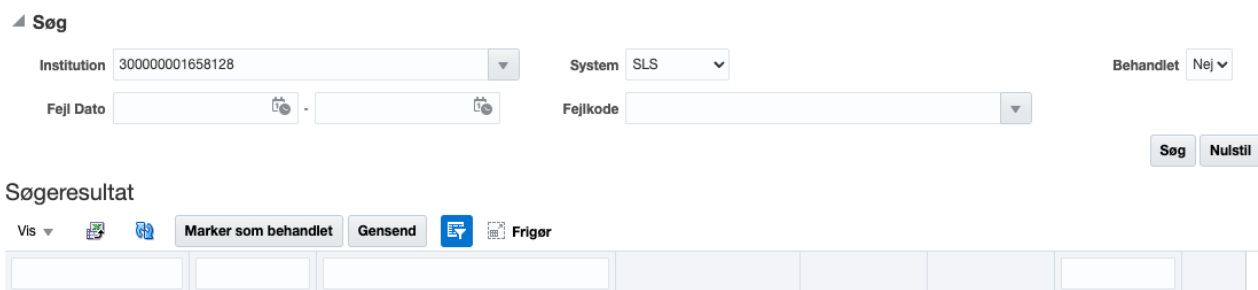 Søg
Institution 300000001658128 System SLS Behandlet Nej
Fejl Dato - Fejlkode
Søg Nulstil
Søgeresultat
Vis Marker som behandlet Gensend Frigør